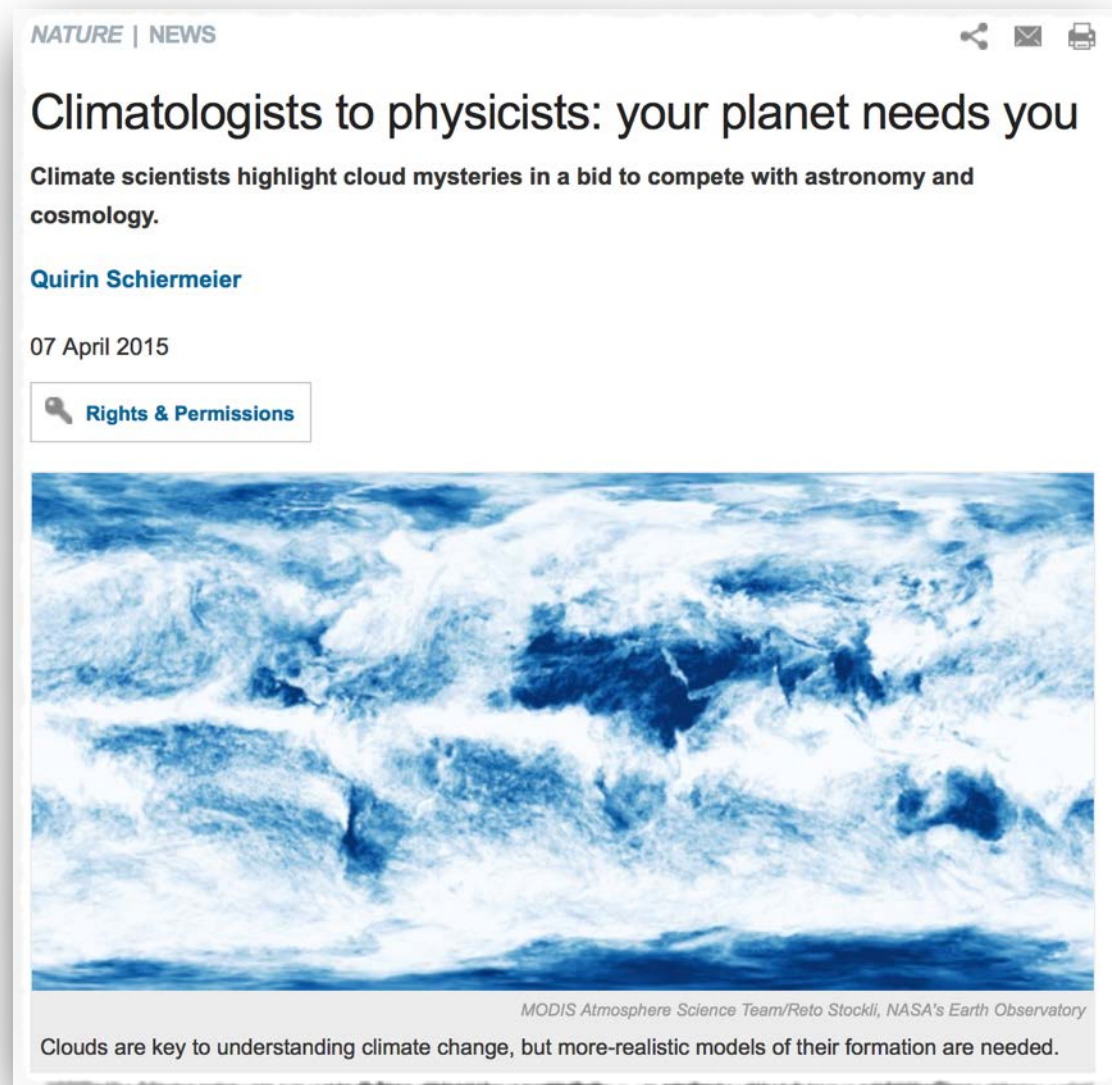 NATURE | NEWS
Climatologists to physicists: your planet needs you
Climate scientists highlight cloud mysteries in a bid to compete with astronomy and
cosmology.
Quirin Schiermeier
07 April 2015
Rights & Permissions
MODIS Atmosphere Science Team/Reto Stockli, NASA's Earth Observatory
Clouds are key to understanding climate change, but more-realistic models of their formation are needed.